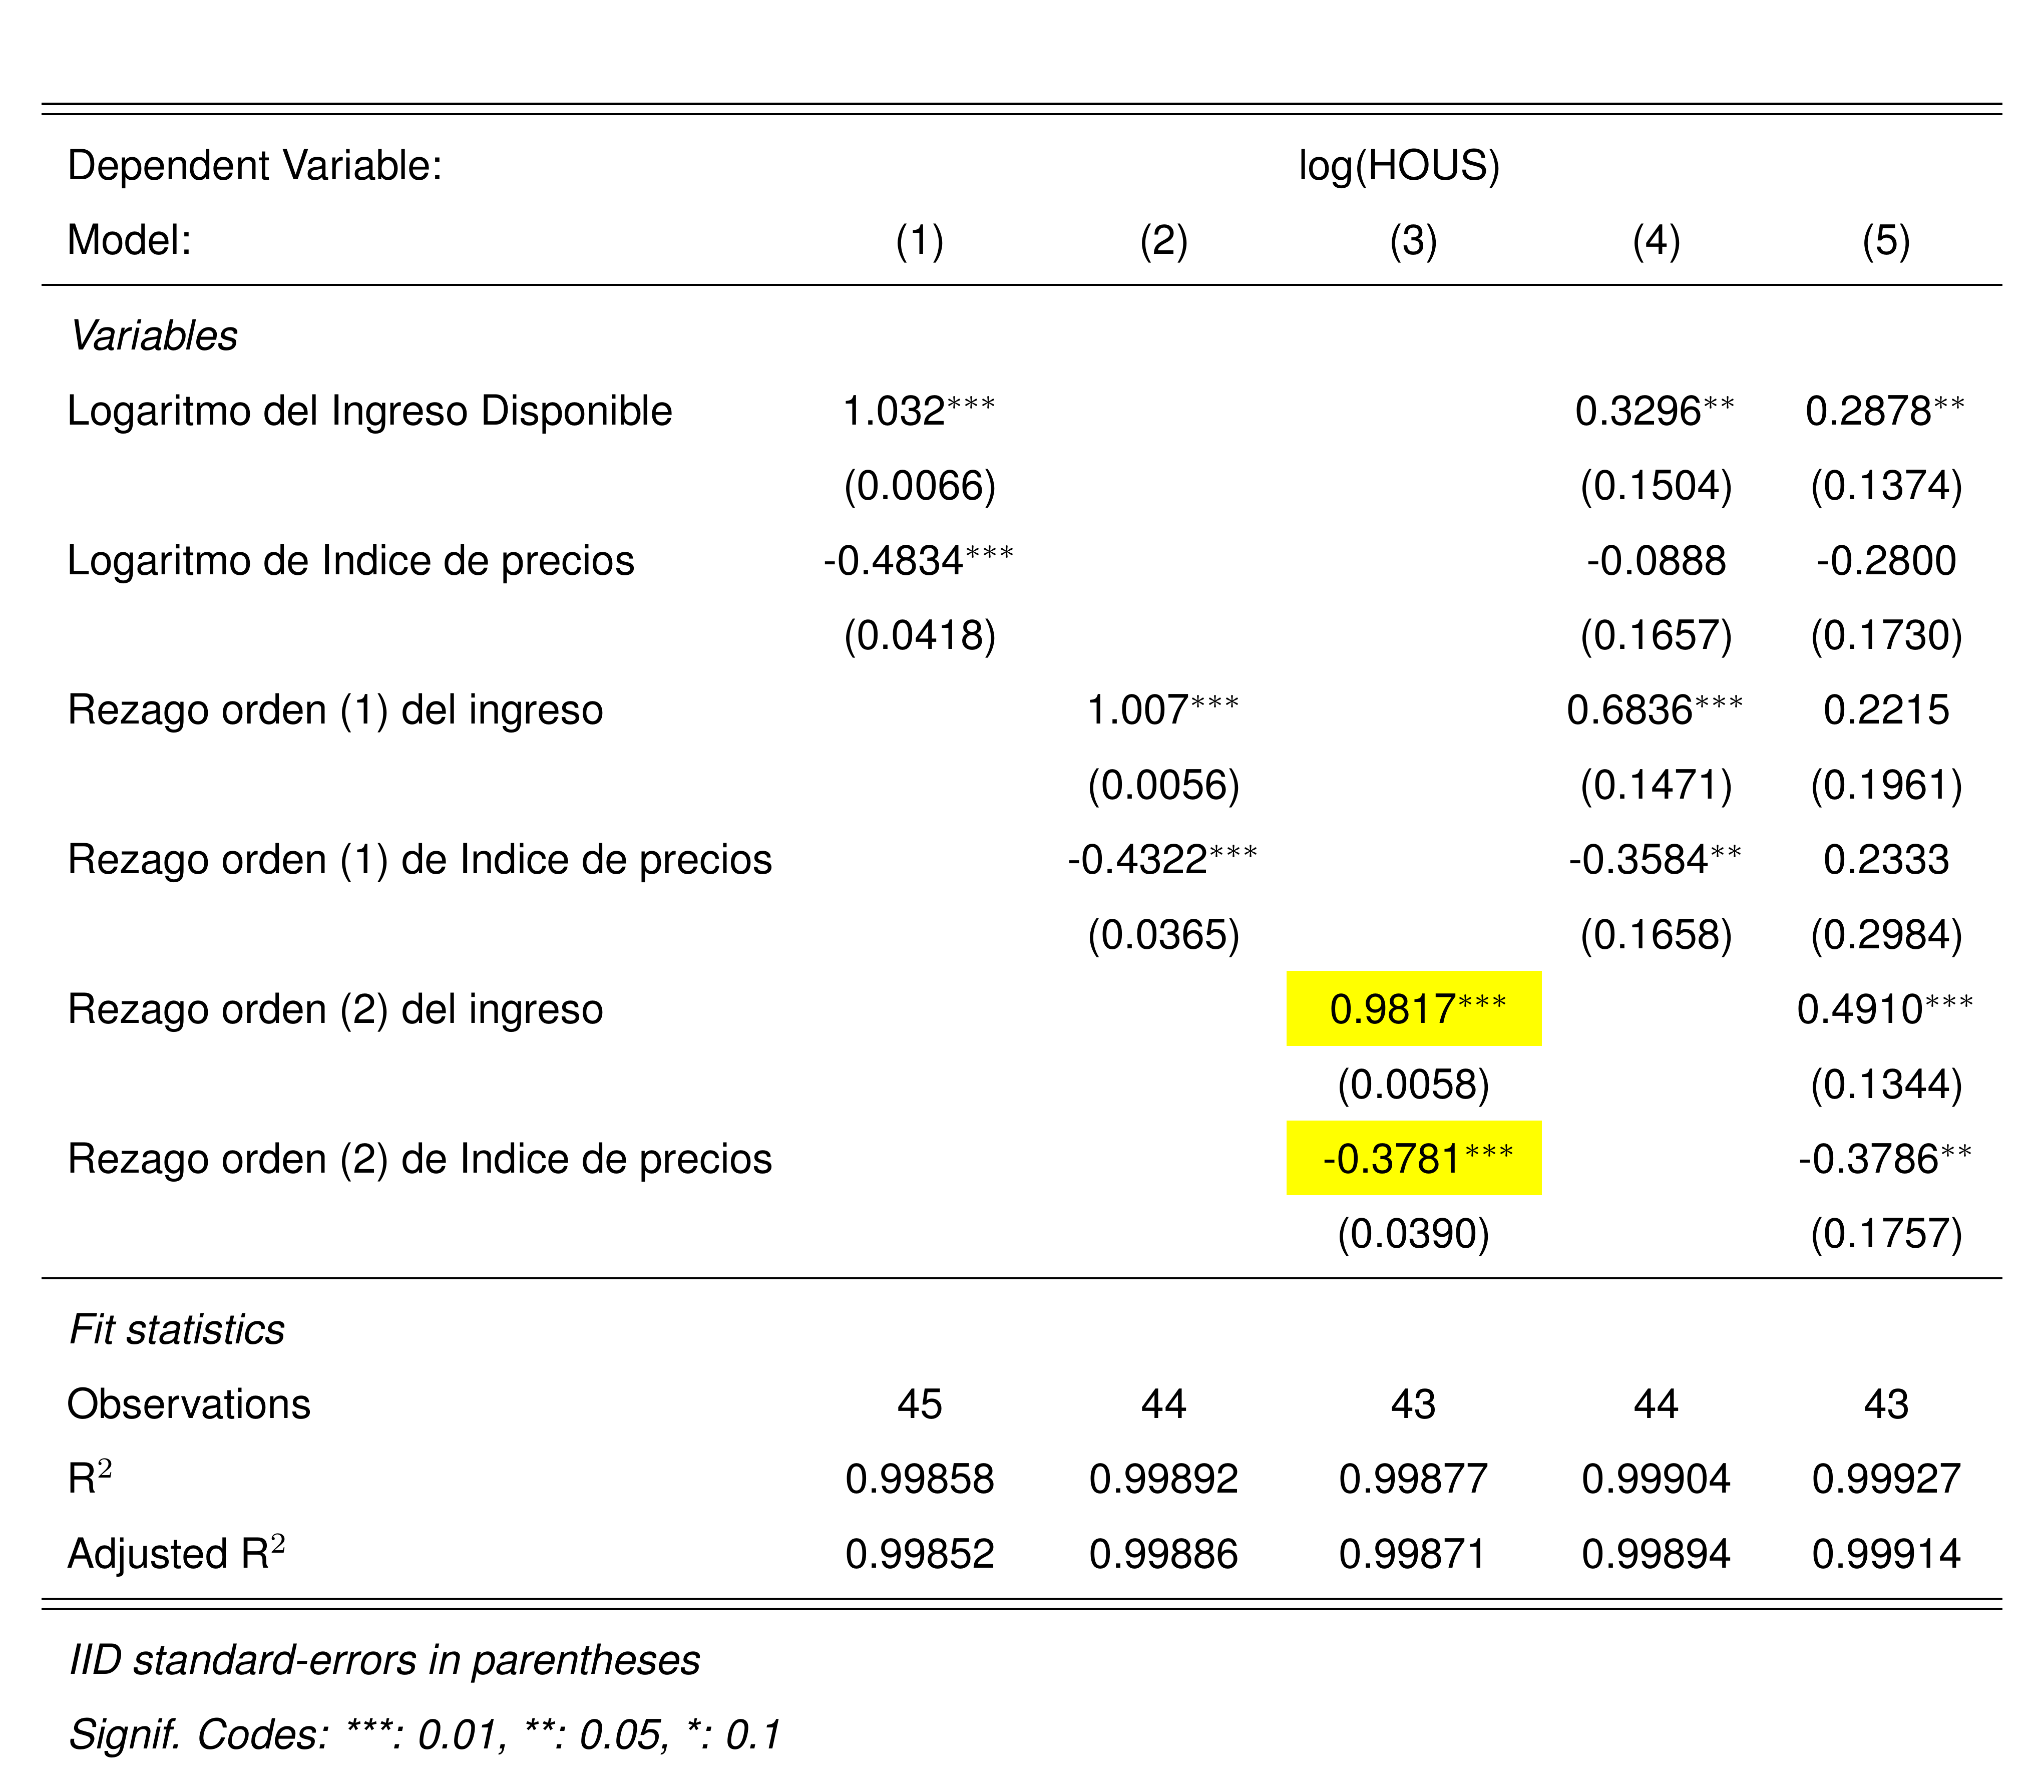 Dependent Variable: log(HOUS)
Model: (1) (2) (3) (4) (5)
Variables
Logaritmo del Ingreso Disponible 1.032*** 0.3296** 0.2878**
(0.0066) (0.1504) (0.1374)
Logaritmo de Indice de precios -0.4834*** -0.0888 -0.2800
(0.0418) (0.1657) (0.1730)
Rezago orden (1) del ingreso 1.007*** 0.6836*** 0.2215
(0.0056) (0.1471) (0.1961)
Rezago orden (1) de Indice de precios -0.4322*** -0.3584** 0.2333
(0.0365) (0.1658) (0.2984)
Rezago orden (2) del ingreso 0.9817*** 0.4910***
(0.0058) (0.1344)
Rezago orden (2) de Indice de precios -0.3781*** -0.3786**
(0.0390) (0.1757)
Fit statistics
Observations 45 44 43 44 43
R² 0.99858 0.99892 0.99877 0.99904 0.99927
Adjusted R² 0.99852 0.99886 0.99871 0.99894 0.99914
IID standard-errors in parentheses
Signif. Codes: ***: 0.01, **: 0.05, *: 0.1